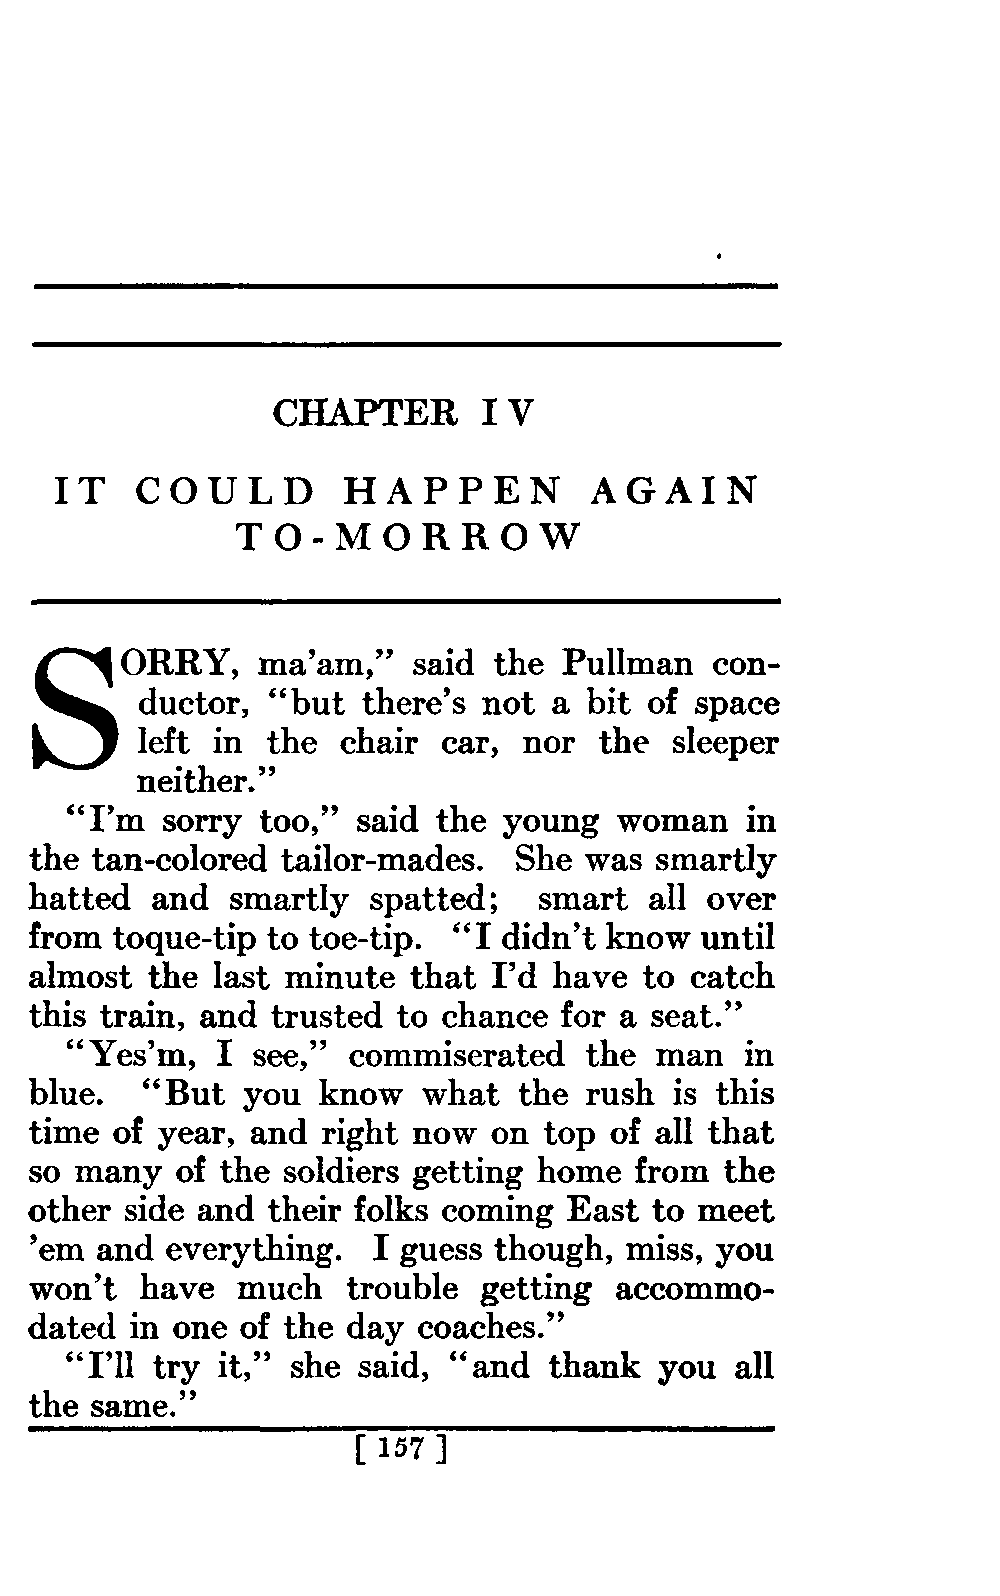 CHAPTER IV
IT COULD HAPPEN AGAIN
TO-MORROW
SORRY, ma'am," said the Pullman con-
ductor, "but there's not a bit of space
left in the chair car, nor the sleeper
neither."
"I'm sorry too," said the young woman in
the tan-colored tailor-mades. She was smartly
hatted and smartly spatted; smart all over
from toque-tip to toe-tip. "I didn't know until
almost the last minute that I'd have to catch
this train, and trusted to chance for a seat."
"Yes'm, I see," commiserated the man in
blue. "But you know what the rush is this
time of year, and right now on top of all that
so many of the soldiers getting home from the
other side and their folks coming East to meet
'em and everything. I guess though, miss, you
won't have much trouble getting accommo-
dated in one of the day coaches."
"I'll try it," she said, "and thank you all
the same."
[ 157 ]